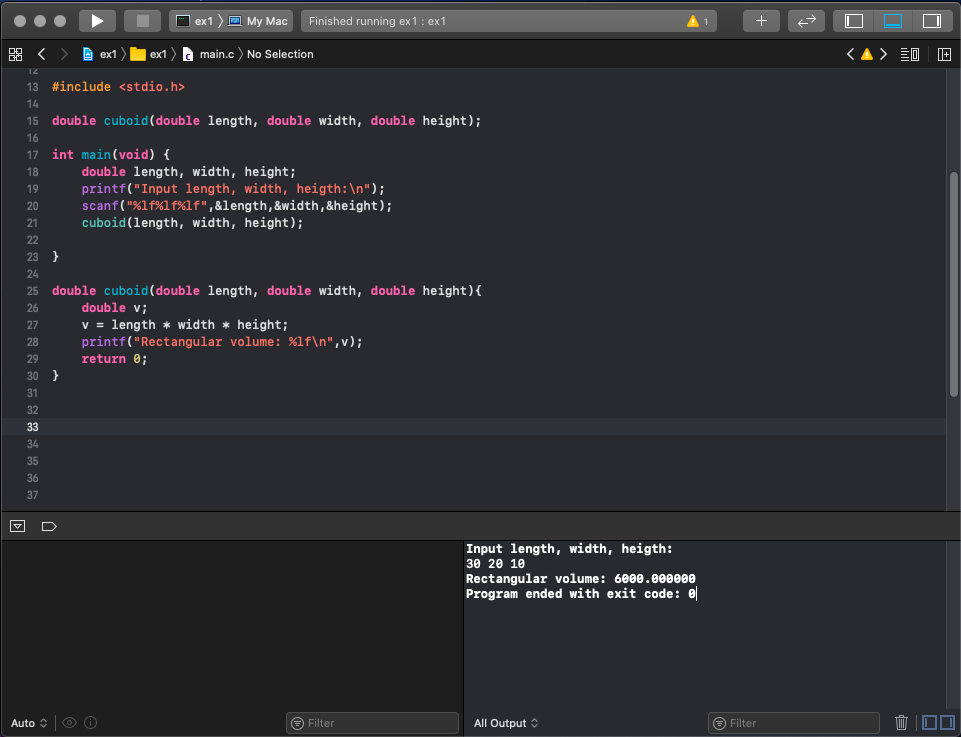 ex1 My Mac Finished running ex1 : ex1 1
ex1 ex1 main.c No Selection
12
13 #include <stdio.h>
14
15 double cuboid(double length, double width, double height);
16
17 int main(void) {
18 double length, width, height;
19 printf("Input length, width, heigth:\n");
20 scanf("%lf%lf%lf",&length,&width,&height);
21 cuboid(length, width, height);
22
23 }
24
25 double cuboid(double length, double width, double height){
26 double v;
27 v = length * width * height;
28 printf("Rectangular volume: %lf\n",v);
29 return 0;
30 }
31
32
33
34
35
36
37
Input length, width, heigth:
30 20 10
Rectangular volume: 6000.000000
Program ended with exit code: 0
Auto Filter All Output Filter